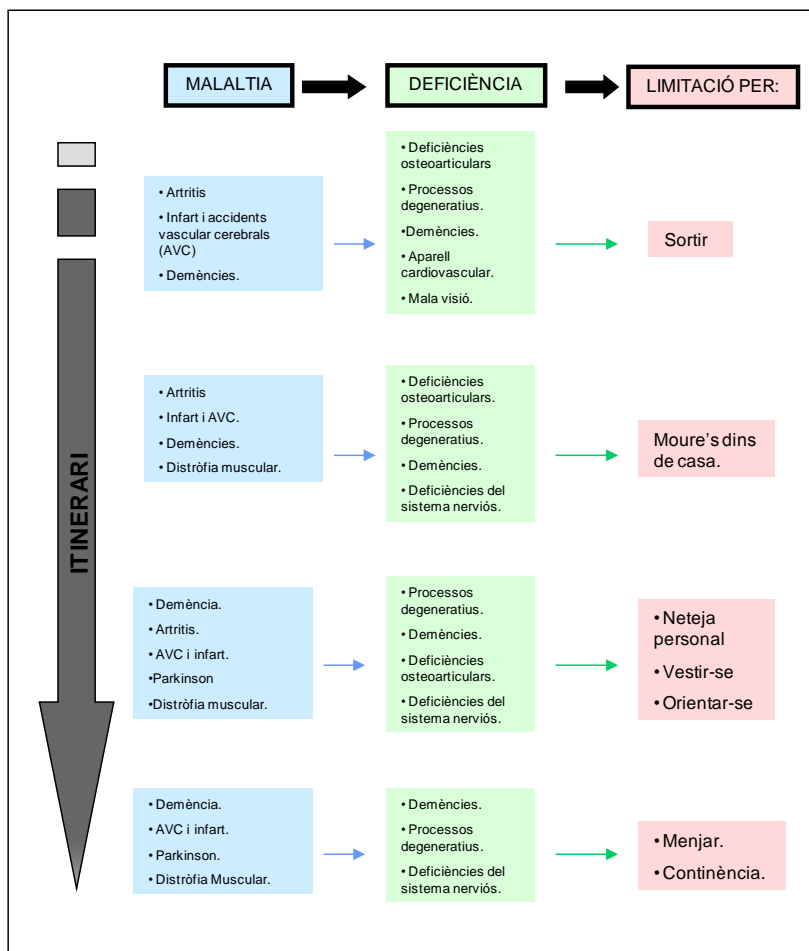 MALALTIA
DEFICIÈNCIA
LIMITACIÓ PER:
ITINERARI
• Artritis
• Infart i accidents
vascular cerebrals
(AVC)
• Demències.
• Deficiències
osteoarticulars
• Processos
degeneratius.
•Demències.
• Aparell
cardiovascular.
• Mala visió.
Sortir
• Artritis
• Infart i AVC.
• Demències.
• Distròfia muscular.
• Deficiències
osteoarticulars.
• Processos
degeneratius.
• Demències.
• Deficiències del
sistema nerviós.
Moure's dins
de casa.
• Demència.
• Artritis.
• AVC i infart.
•Parkinson
• Distròfia muscular.
• Processos
degeneratius.
• Demències.
• Deficiències
osteoarticulars.
• Deficiències del
sistema nerviós.
• Neteja
personal
• Vestir-se
• Orientar-se
• Demència.
• AVC i infart.
• Parkinson.
• Distròfia Muscular.
• Demències.
• Processos
degeneratius.
• Deficiències del
sistema nerviós.
• Menjar.
• Continència.